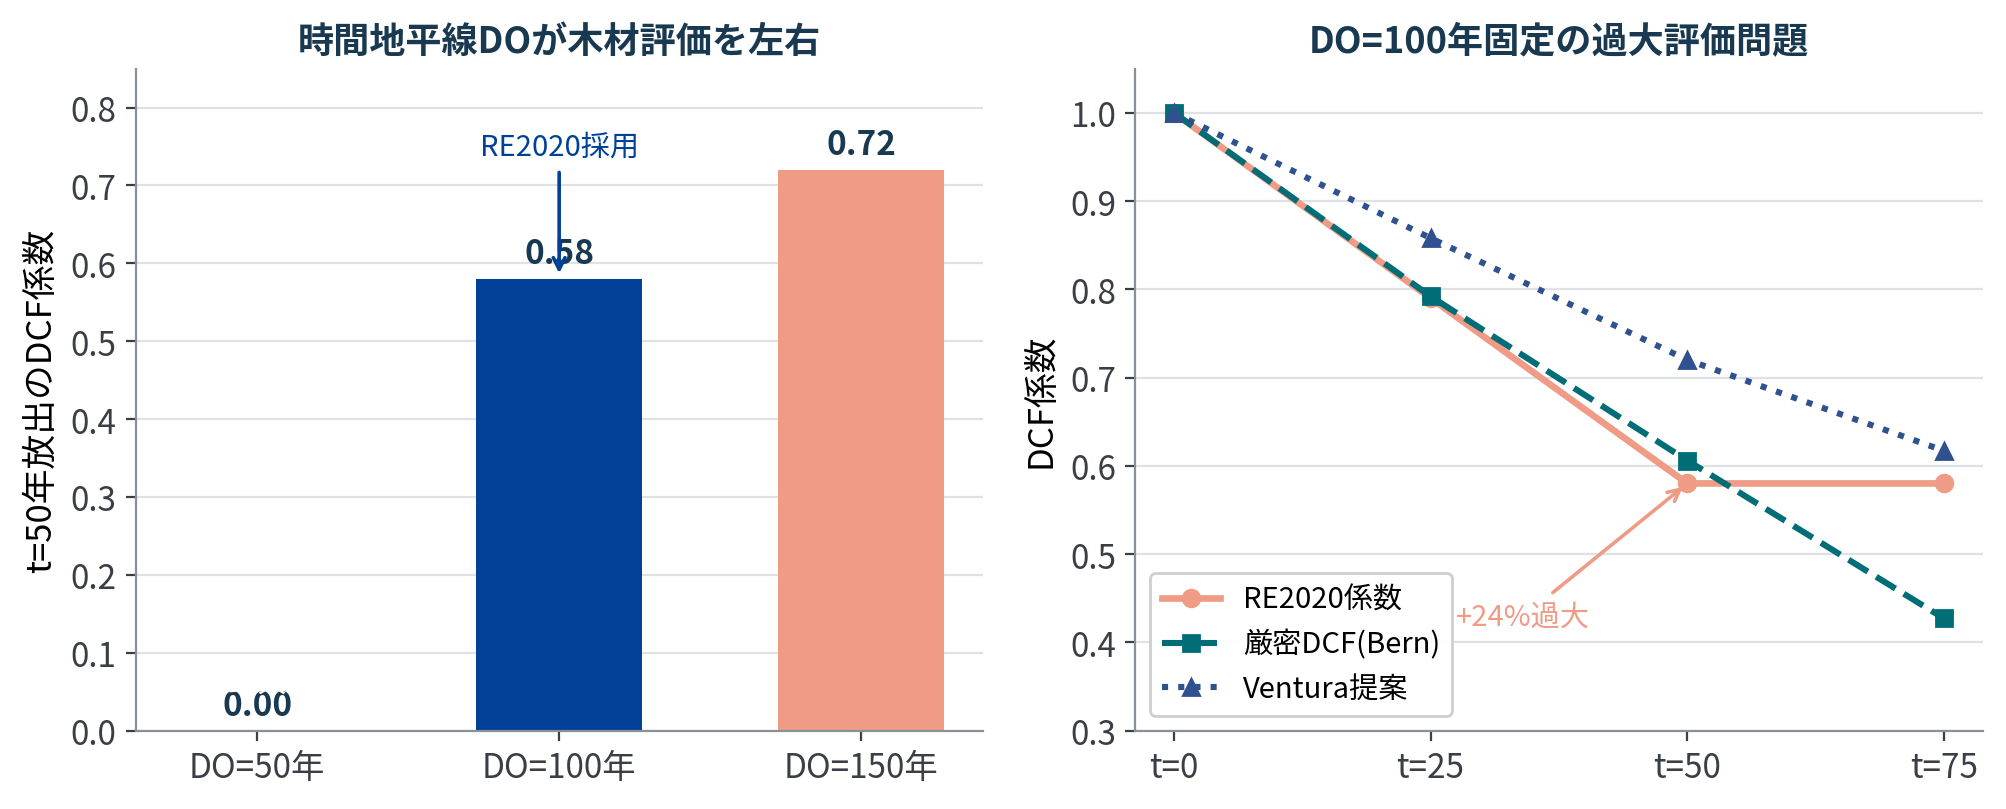 時間地平線DOが木材評価を左右
t=50年放出のDCF係数
0.8
0.7
0.6
0.5
0.4
0.3
0.2
0.1
0.0
RE2020採用
0.00
0.58
0.72
DO=50年
DO=100年
DO=150年
DO=100年固定の過大評価問題
DCF係数
1.0
0.9
0.8
0.7
0.6
0.5
0.4
0.3
+24%過大
RE2020係数
厳密DCF(Bern)
Ventura提案
t=0
t=25
t=50
t=75